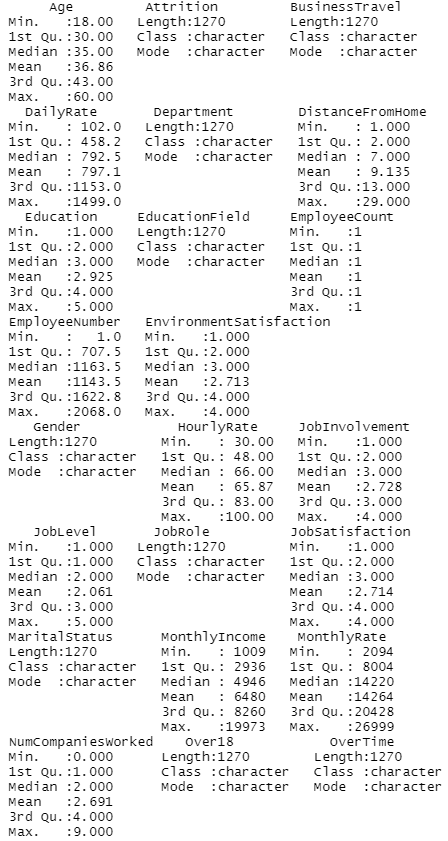 Age Attrition BusinessTravel
Min. :18.00 Length:1270 Length:1270
1st Qu.:30.00 Class :character Class :character
Median :35.00 Mode :character Mode :character
Mean :36.86
3rd Qu.:43.00
Max. :60.00
DailyRate Department DistanceFromHome
Min. : 102.0 Length:1270 Min. : 1.000
1st Qu.: 458.2 Class :character 1st Qu.: 2.000
Median : 792.5 Mode :character Median : 7.000
Mean : 797.1 Mean : 9.135
3rd Qu.:1153.0 3rd Qu.:13.000
Max. :1499.0 Max. :29.000
Education EducationField EmployeeCount
Min. :1.000 Length:1270 Min. :1
1st Qu.:2.000 Class :character 1st Qu.:1
Median :3.000 Mode :character Median :1
Mean :2.925 Mean :1
3rd Qu.:4.000 3rd Qu.:1
Max. :5.000 Max. :1
EmployeeNumber EnvironmentSatisfaction
Min. : 1.0 Min. :1.000
1st Qu.: 707.5 1st Qu.:2.000
Median :1163.5 Median :3.000
Mean :1143.5 Mean :2.713
3rd Qu.:1622.8 3rd Qu.:4.000
Max. :2068.0 Max. :4.000
Gender HourlyRate JobInvolvement
Length:1270 Min. : 30.00 Min. :1.000
Class :character 1st Qu.: 48.00 1st Qu.:2.000
Mode :character Median : 66.00 Median :3.000
Mean : 65.87 Mean :2.728
3rd Qu.: 83.00 3rd Qu.:3.000
Max. :100.00 Max. :4.000
JobLevel JobRole JobSatisfaction
Min. :1.000 Length:1270 Min. :1.000
1st Qu.:1.000 Class :character 1st Qu.:2.000
Median :2.000 Mode :character Median :3.000
Mean :2.061 Mean :2.714
3rd Qu.:3.000 3rd Qu.:4.000
Max. :5.000 Max. :4.000
MaritalStatus MonthlyIncome MonthlyRate
Length:1270 Min. : 1009 Min. : 2094
Class :character 1st Qu.: 2936 1st Qu.: 8004
Mode :character Median : 4946 Median :14220
Mean : 6480 Mean :14264
3rd Qu.: 8260 3rd Qu.:20428
Max. :19973 Max. :26999
NumCompaniesWorked Over18 OverTime
Min. :0.000 Length:1270 Length:1270
1st Qu.:1.000 Class :character Class :character
Median :2.000 Mode :character Mode :character
Mean :2.691
3rd Qu.:4.000
Max. :9.000